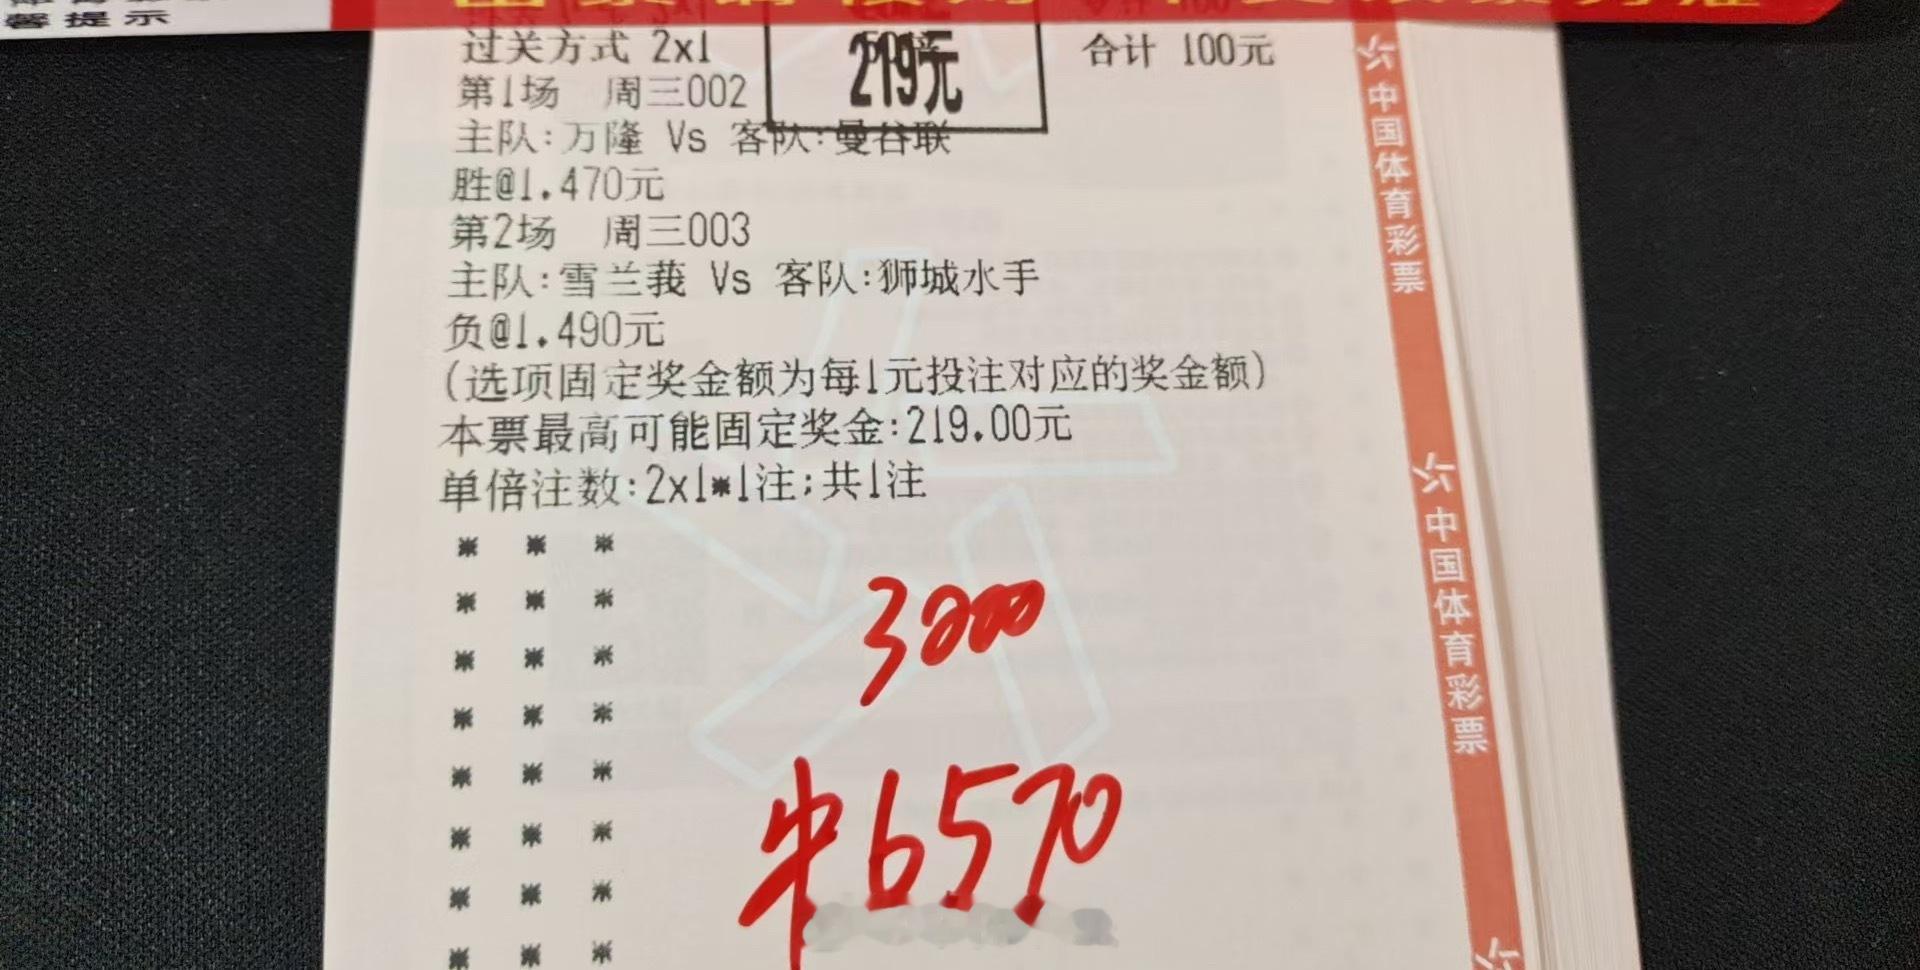 馨提示
过关方式 2x1
219元
合计 100元
第1场 周三002
主队:万隆 Vs 客队:曼谷联
胜@1.470元
第2场 周三003
主队:雪兰莪 Vs 客队:狮城水手
负@1.490元
(选项固定奖金额为每1元投注对应的奖金额)
本票最高可能固定奖金:219.00元
单倍注数:2x1*1注;共1注
3000
中6570
中国体育彩票
中国体育彩票